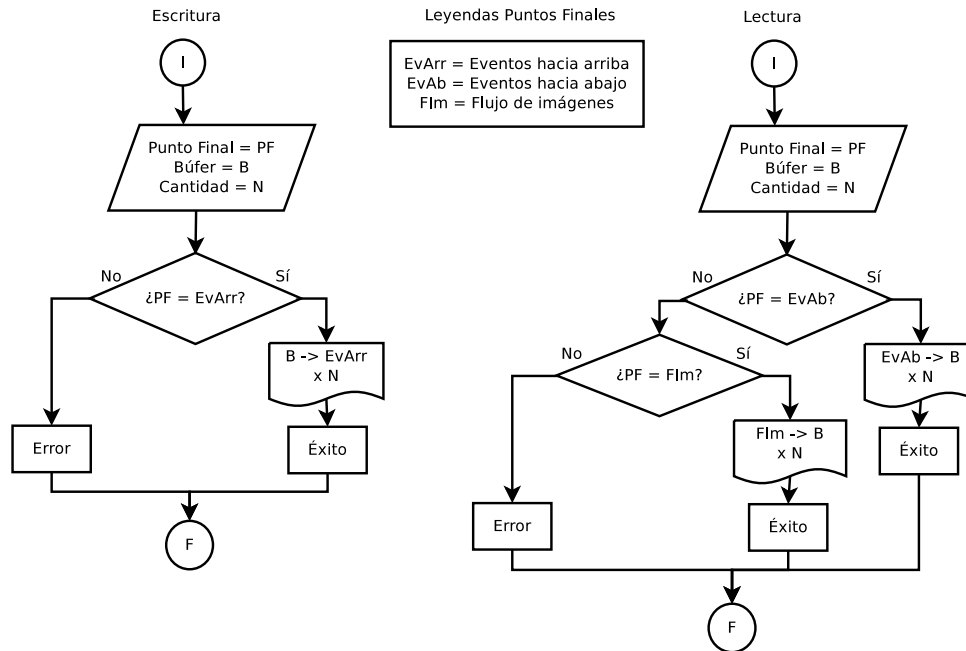 Escritura
I
Punto Final = PF
Búfer = B
Cantidad = N
No
Sí
¿PF = EvArr?
B -> EvArr
x N
Error
Éxito
F
Leyendas Puntos Finales
EvArr = Eventos hacia arriba
EvAb = Eventos hacia abajo
FIm = Flujo de imágenes
Lectura
I
Punto Final = PF
Búfer = B
Cantidad = N
No
Sí
¿PF = EvAb?
No
Sí
¿PF = FIm?
EvAb -> B
x N
FIm -> B
x N
Éxito
Error
Éxito
F